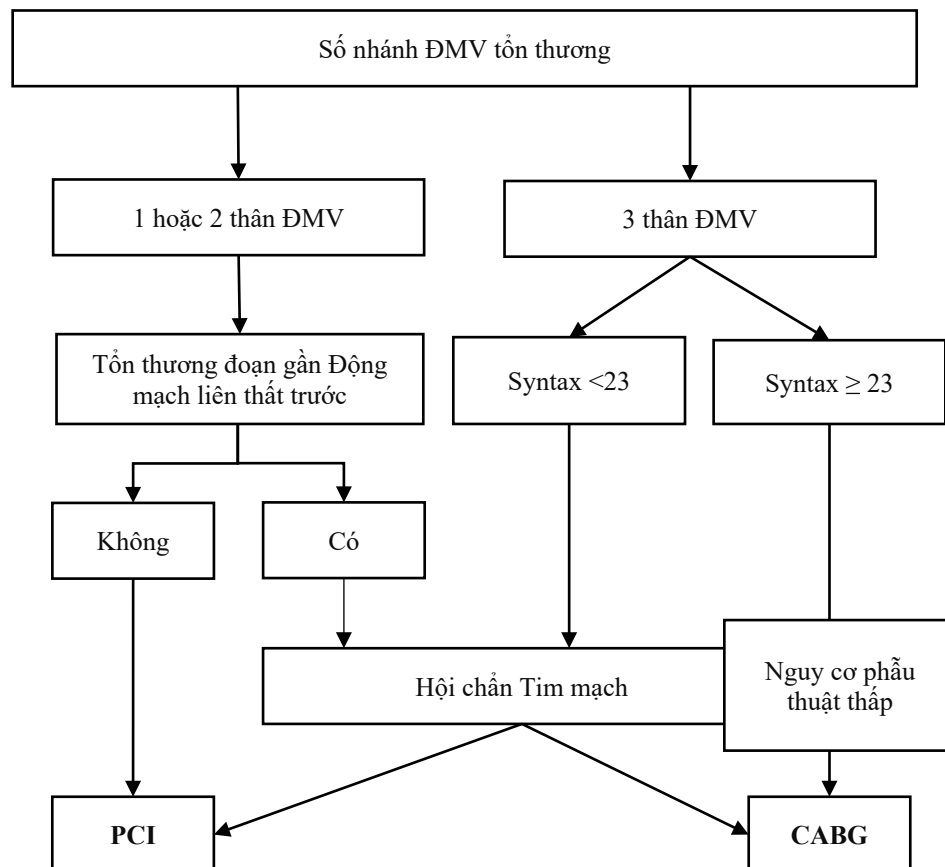 Số nhánh ĐMV tổn thương
1 hoặc 2 thân ĐMV
3 thân ĐMV
Tổn thương đoạn gần Động
mạch liên thất trước
Syntax <23
Syntax ≥ 23
Không
Có
Hội chẩn Tim mạch
Nguy cơ phẫu
thuật thấp
PCI
CABG